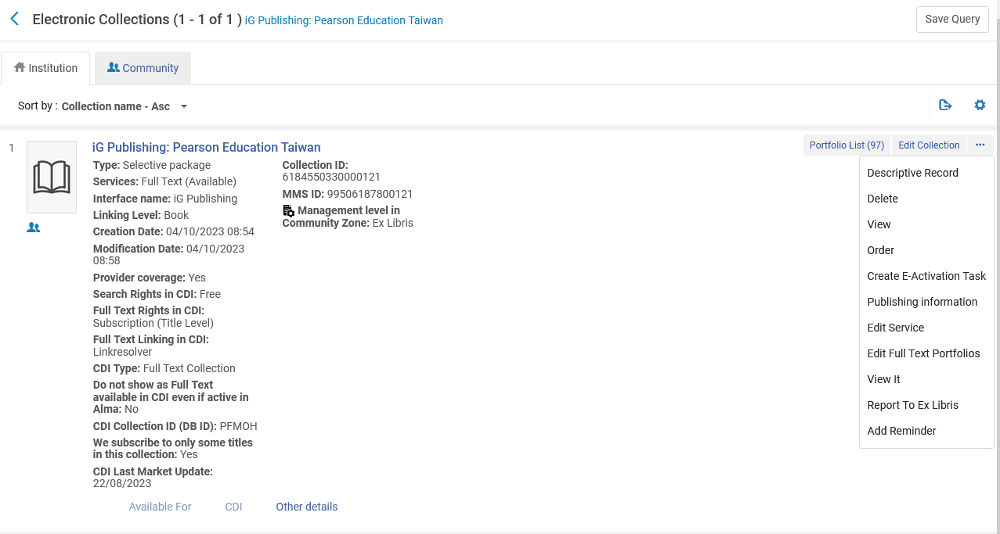 Electronic Collections (1 - 1 of 1 ) iG Publishing: Pearson Education Taiwan
Save Query
Institution
Community
Sort by : Collection name - Asc
1
iG Publishing: Pearson Education Taiwan
Portfolio List (97)
Edit Collection
Type: Selective package
Services: Full Text (Available)
Interface name: iG Publishing
Linking Level: Book
Creation Date: 04/10/2023 08:54
Modification Date: 04/10/2023
08:58
Provider coverage: Yes
Search Rights in CDI: Free
Full Text Rights in CDI:
Subscription (Title Level)
Full Text Linking in CDI:
Linkresolver
CDI Type: Full Text Collection
Do not show as Full Text
available in CDI even if active in
Alma: No
CDI Collection ID (DB ID): PFMOH
We subscribe to only some titles
in this collection: Yes
CDI Last Market Update:
22/08/2023
Collection ID:
6184550330000121
MMS ID: 99506187800121
Management level in
Community Zone: Ex Libris
Descriptive Record
Delete
View
Order
Create E-Activation Task
Publishing information
Edit Service
Edit Full Text Portfolios
View It
Report To Ex Libris
Add Reminder
Available For
CDI
Other details